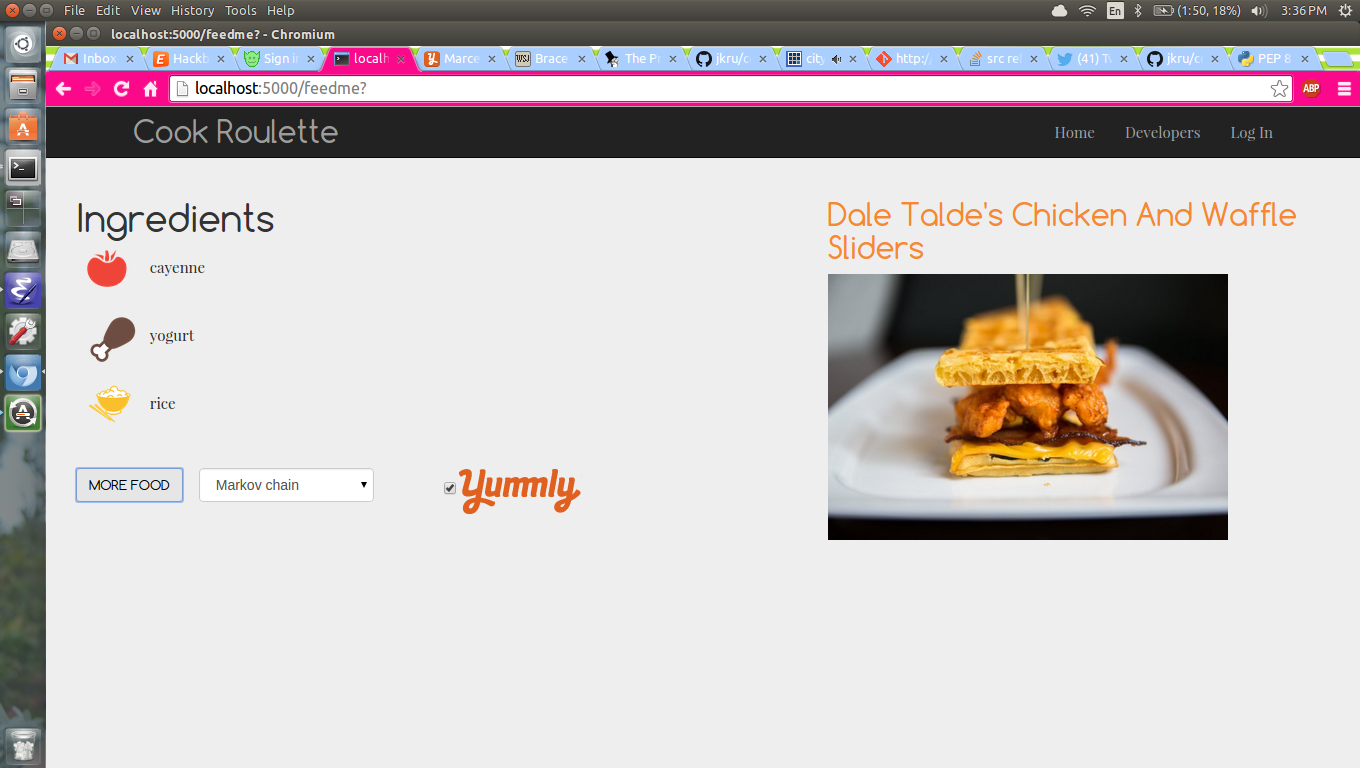 File Edit View History Tools Help
En
(1:50, 18%)
3:36 PM
localhost:5000/feedme? - Chromium
Inbox
Hackb
Sign i
localh
Marce
WSJ
Brace
The P
jkru/c
city
http:/
src re
(41) T
jkru/c
PEP 8
localhost:5000/feedme?
ABP
Cook Roulette
Home
Developers
Log In
Ingredients
cayenne
yogurt
rice
MORE FOOD
Markov chain
Yummly
Dale Talde's Chicken And Waffle
Sliders